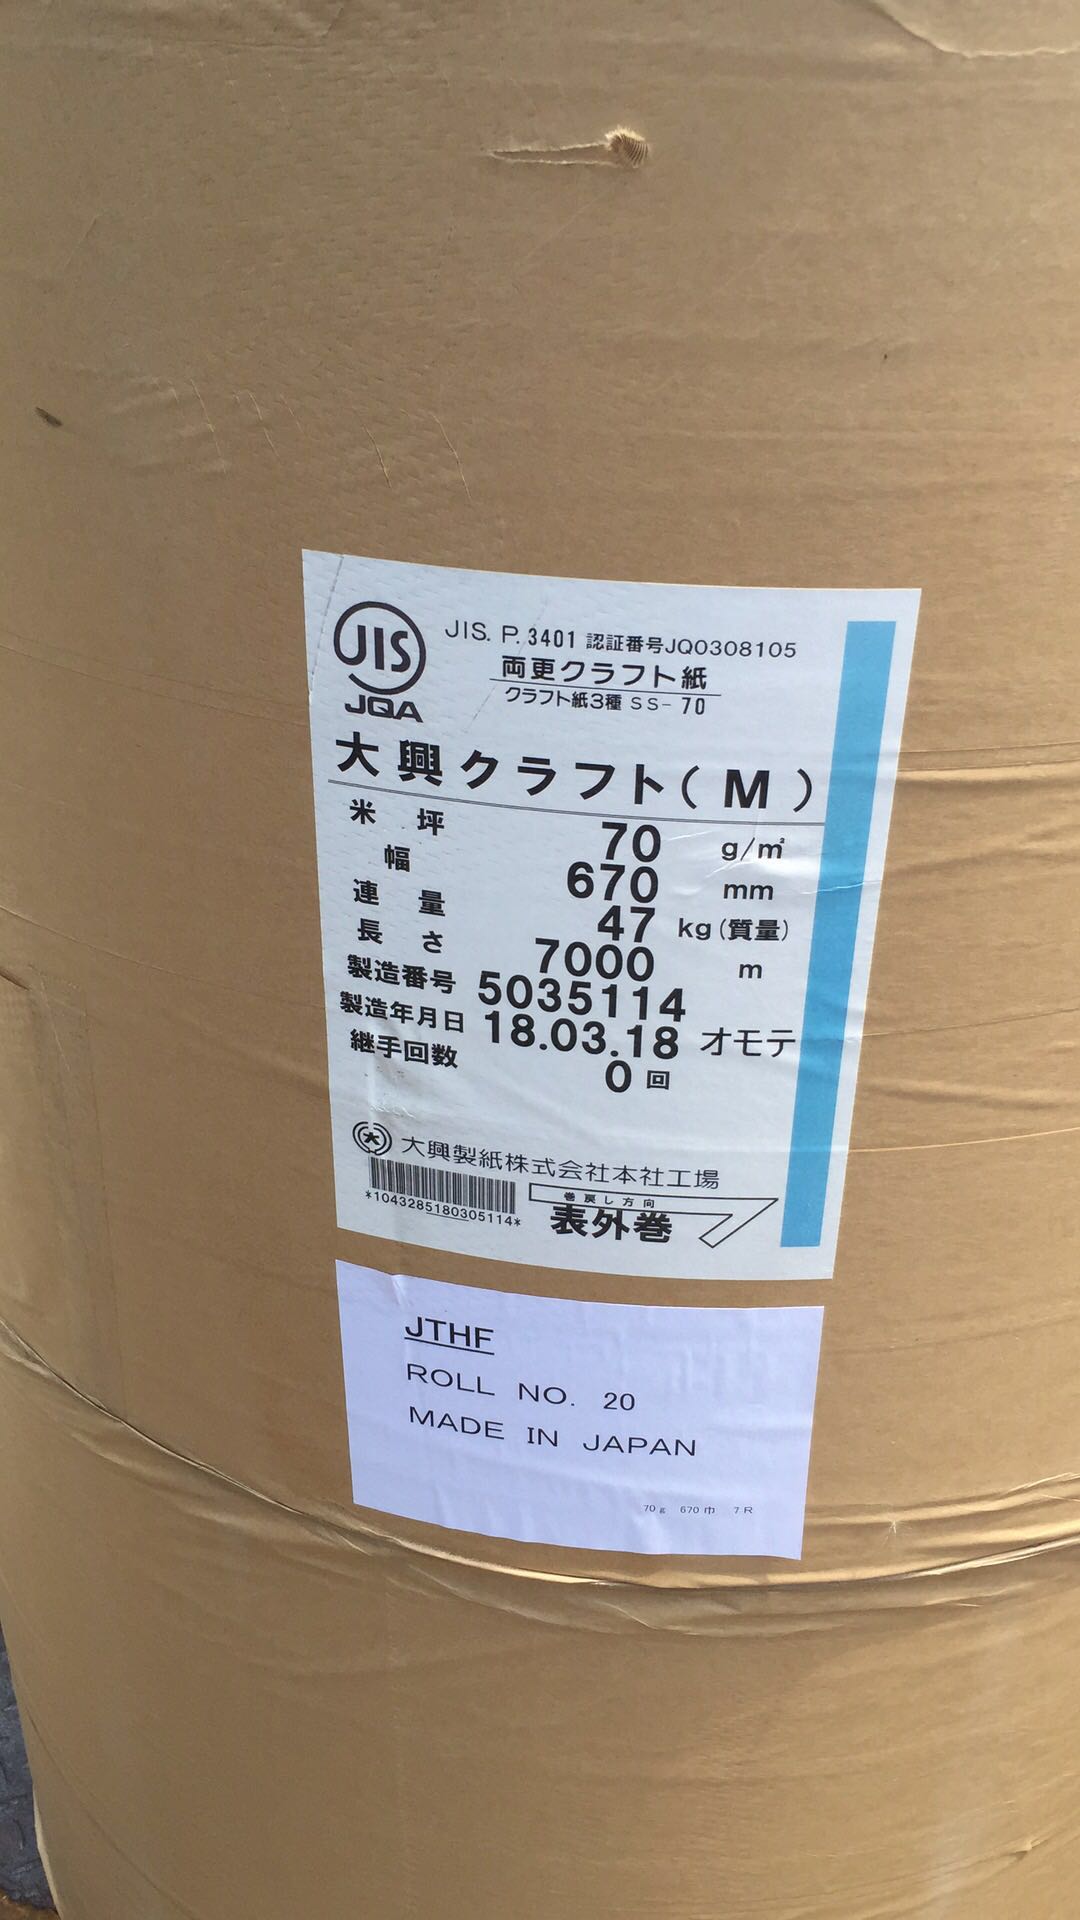 JIS
JQA
JIS. P. 3401 認証番号JQ0308105
両更クラフト紙
クラフト紙3種 SS-70
大興クラフト(M)
米坪 70 g/㎡
幅 670 mm
連量 47 kg(質量)
長さ 7000 m
製造番号 5035114
製造年月日 18.03.18 オモテ
継手回数 0 回
大 大興製紙株式会社本社工場
*1043285180305114*
巻戻し方向
表外巻
JTHF
ROLL NO. 20
MADE IN JAPAN
70g 670巾 7R